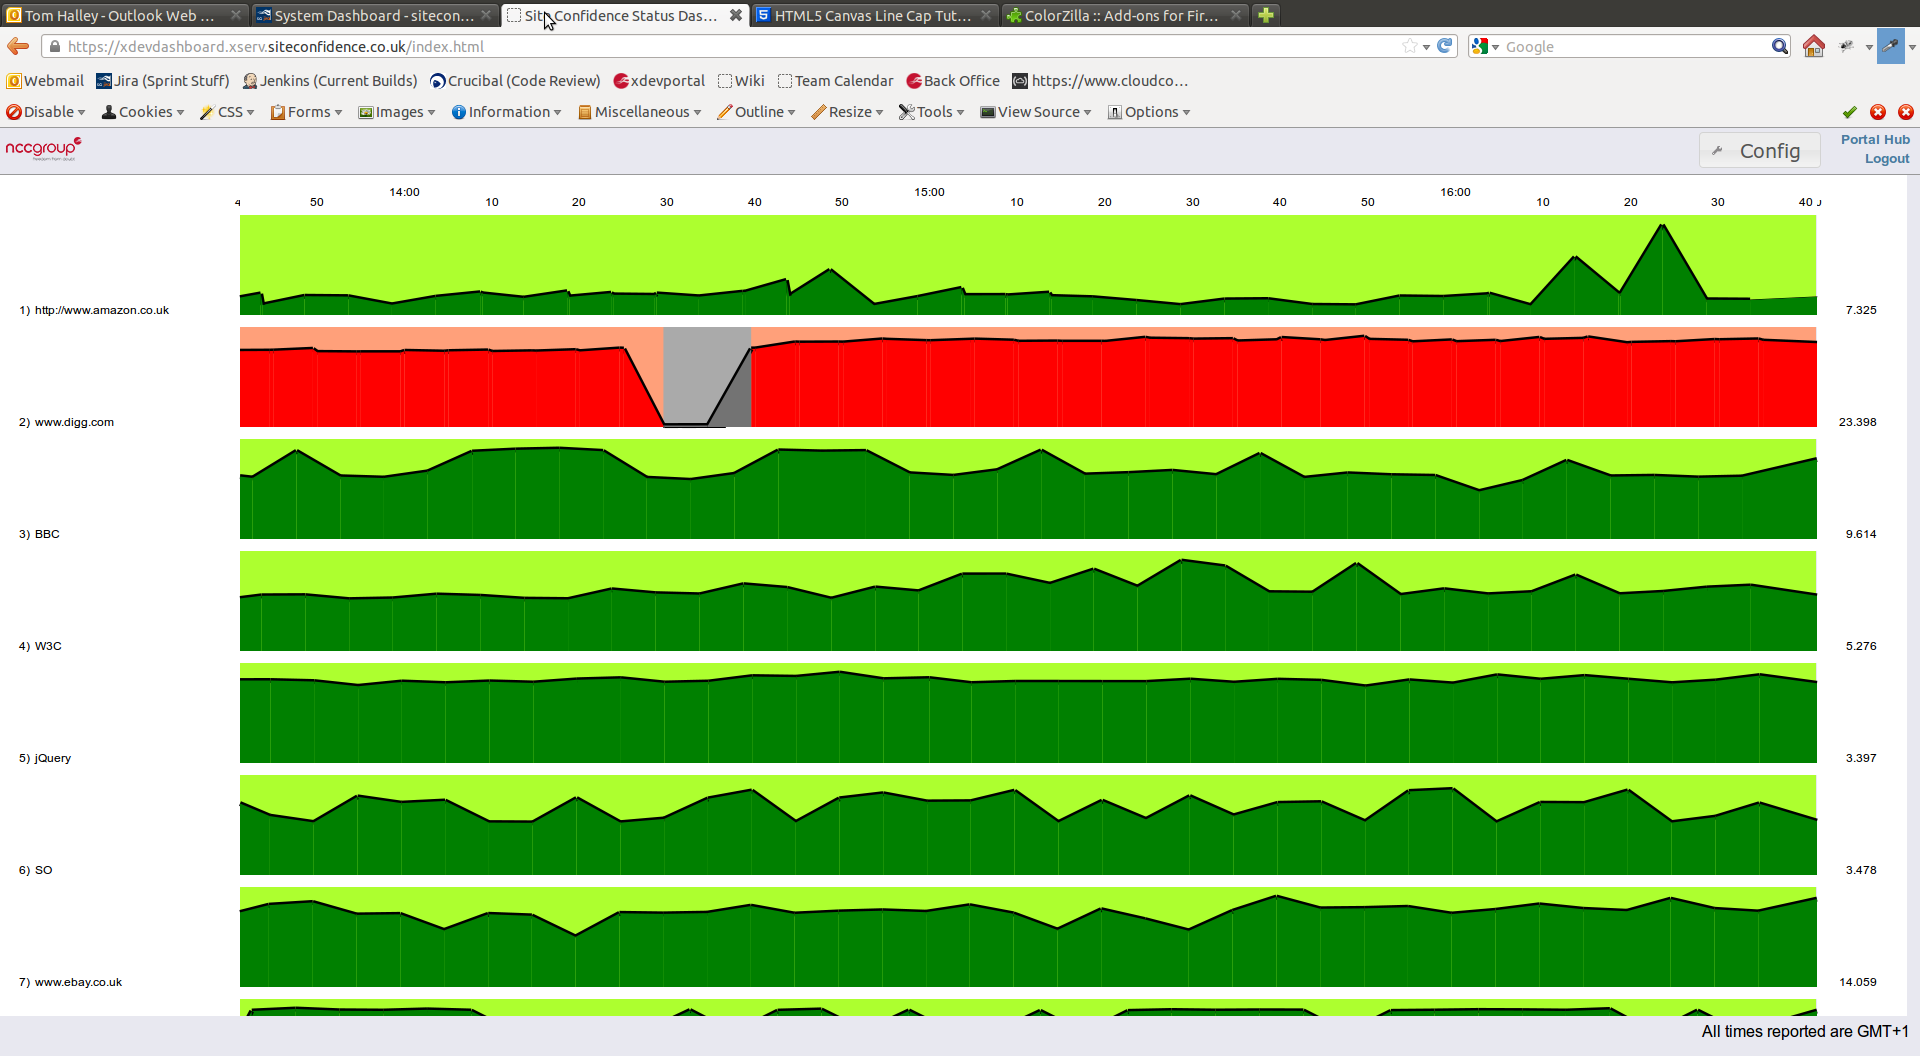 Tom Halley - Outlook Web ... System Dashboard - sitecon... Site Confidence Status Das... HTML5 Canvas Line Cap Tut... ColorZilla :: Add-ons for Fir...
https://xdevdashboard.xserv.siteconfidence.co.uk/index.html Google
Webmail Jira (Sprint Stuff) Jenkins (Current Builds) Crucibal (Code Review) xdevportal Wiki Team Calendar Back Office https://www.cloudco...
Disable Cookies CSS Forms Images Information Miscellaneous Outline Resize Tools View Source Options
nccgroup
freedom from doubt
Config
Portal Hub
Logout
14:00 15:00 16:00
4 50 10 20 30 40 50 10 20 30 40 50 10 20 30 40
1) http://www.amazon.co.uk 7.325
2) www.digg.com 23.398
3) BBC 9.614
4) W3C 5.276
5) jQuery 3.397
6) SO 3.478
7) www.ebay.co.uk 14.059
All times reported are GMT+1